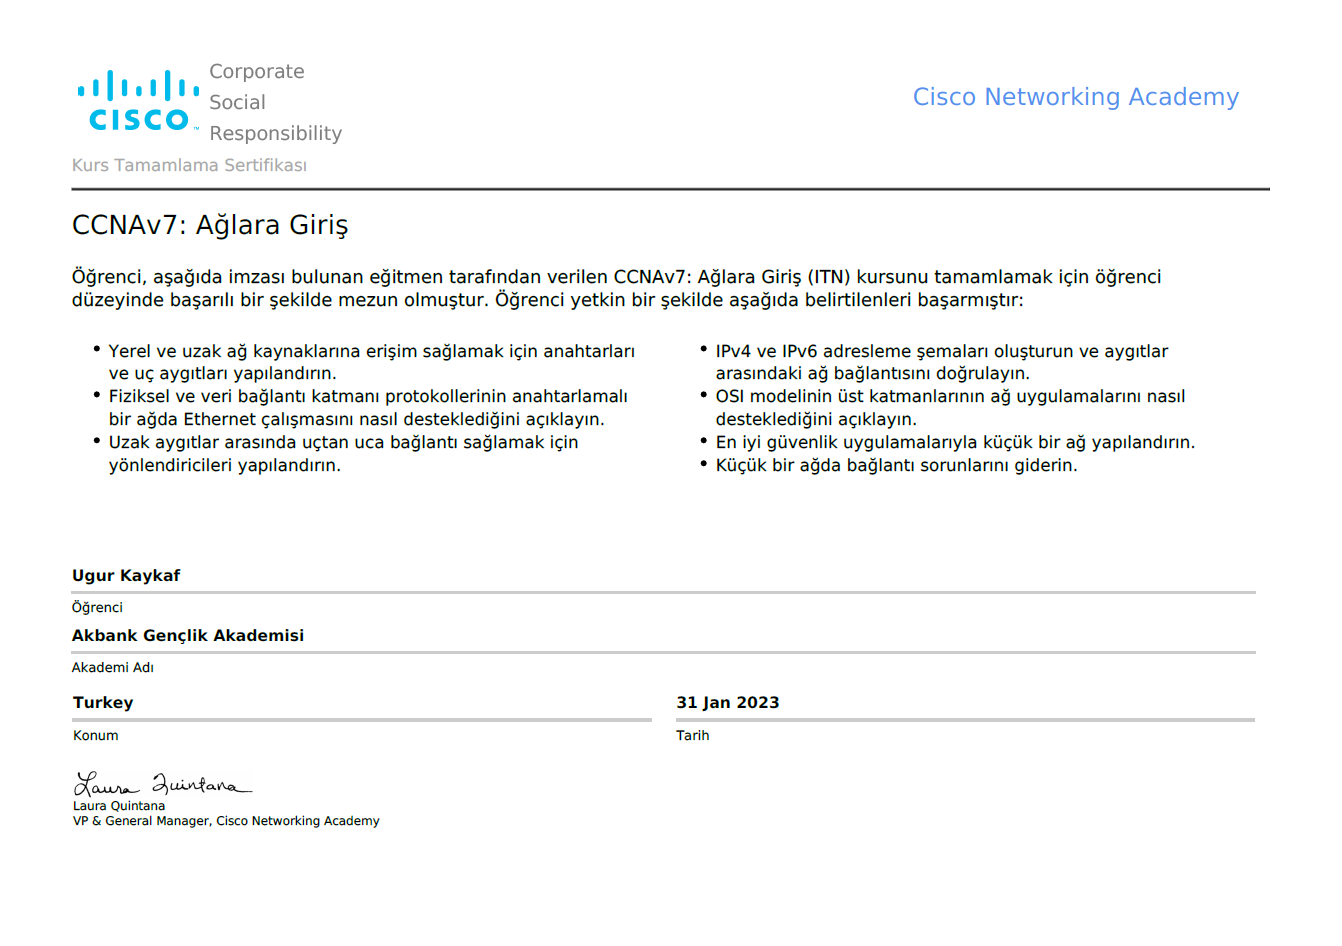 Corporate
Social
Responsibility
CISCO™
Cisco Networking Academy
Kurs Tamamlama Sertifikası
CCNAv7: Ağlara Giriş
Öğrenci, aşağıda imzası bulunan eğitmen tarafından verilen CCNAv7: Ağlara Giriş (ITN) kursunu tamamlamak için öğrenci
düzeyinde başarılı bir şekilde mezun olmuştur. Öğrenci yetkin bir şekilde aşağıda belirtilenleri başarmıştır:
• Yerel ve uzak ağ kaynaklarına erişim sağlamak için anahtarları
ve uç aygıtları yapılandırın.
• Fiziksel ve veri bağlantı katmanı protokollerinin anahtarlamalı
bir ağda Ethernet çalışmasını nasıl desteklediğini açıklayın.
• Uzak aygıtlar arasında uçtan uca bağlantı sağlamak için
yönlendiricileri yapılandırın.
• IPv4 ve IPv6 adresleme şemaları oluşturun ve aygıtlar
arasındaki ağ bağlantısını doğrulayın.
• OSI modelinin üst katmanlarının ağ uygulamalarını nasıl
desteklediğini açıklayın.
• En iyi güvenlik uygulamalarıyla küçük bir ağ yapılandırın.
• Küçük bir ağda bağlantı sorunlarını giderin.
Ugur Kaykaf
Öğrenci
Akbank Gençlik Akademisi
Akademi Adı
Turkey
Konum
31 Jan 2023
Tarih
Laura Quintana
Laura Quintana
VP & General Manager, Cisco Networking Academy